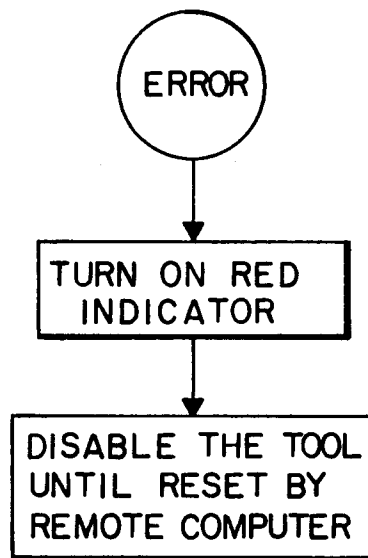 ERROR
TURN ON RED
INDICATOR
DISABLE THE TOOL
UNTIL RESET BY
REMOTE COMPUTER